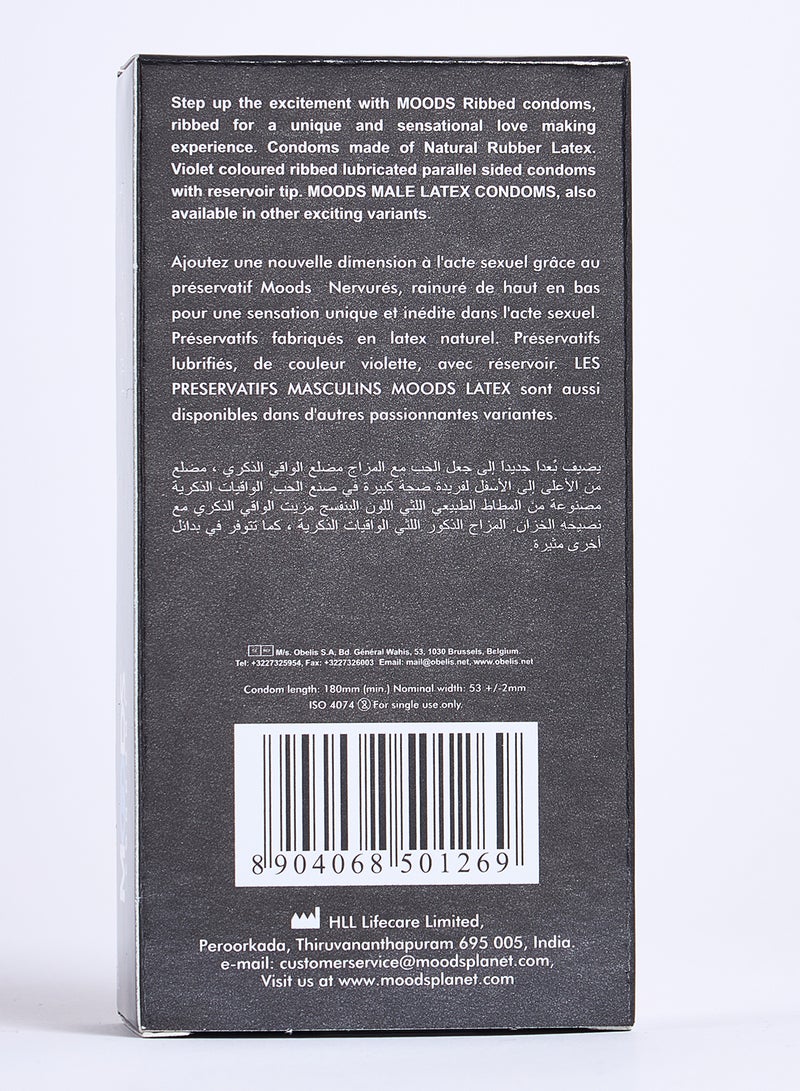 Step up the excitement with MOODS Ribbed condoms,
ribbed for a unique and sensational love making
experience. Condoms made of Natural Rubber Latex.
Violet coloured ribbed lubricated parallel sided condoms
with reservoir tip. MOODS MALE LATEX CONDOMS, also
available in other exciting variants.
Ajoutez une nouvelle dimension à l'acte sexuel grâce au
préservatif Moods Nervurés, rainuré de haut en bas
pour une sensation unique et inédite dans l'acte sexuel.
Préservatifs fabriqués en latex naturel. Préservatifs
lubrifiés, de couleur violette, avec réservoir. LES
PRESERVATIFS MASCULINS MOODS LATEX sont aussi
disponibles dans d'autres passionnantes variantes.
يضيف بُعداً جديداً إلى جعل الحب مع المزاج مضلع الواقي الذكري ، مضلع
من الأعلى إلى الأسفل لفريدة ضجة كبيرة في صنع الحب. الواقيات الذكرية
مصنوعة من المطاط الطبيعي اللثي اللون البنفسج مزيت الواقي الذكري مع
نصيحه الخزان. المزاج الذكور اللثي الواقيات الذكرية ، كما تتوفر في بدائل
أخرى مثيرة.
EC REP M/s. Obelis S.A, Bd. Général Wahis, 53, 1030 Brussels, Belgium.
Tel: +3227325954, Fax: +3227326003 Email: mail@obelis.net, www.obelis.net
Condom length: 180mm (min.) Nominal width: 53 +/-2mm
ISO 4074 For single use only.
8 904068 501269
HLL Lifecare Limited,
Peroorkada, Thiruvananthapuram 695 005, India.
e-mail: customerservice@moodsplanet.com,
Visit us at www.moodsplanet.com